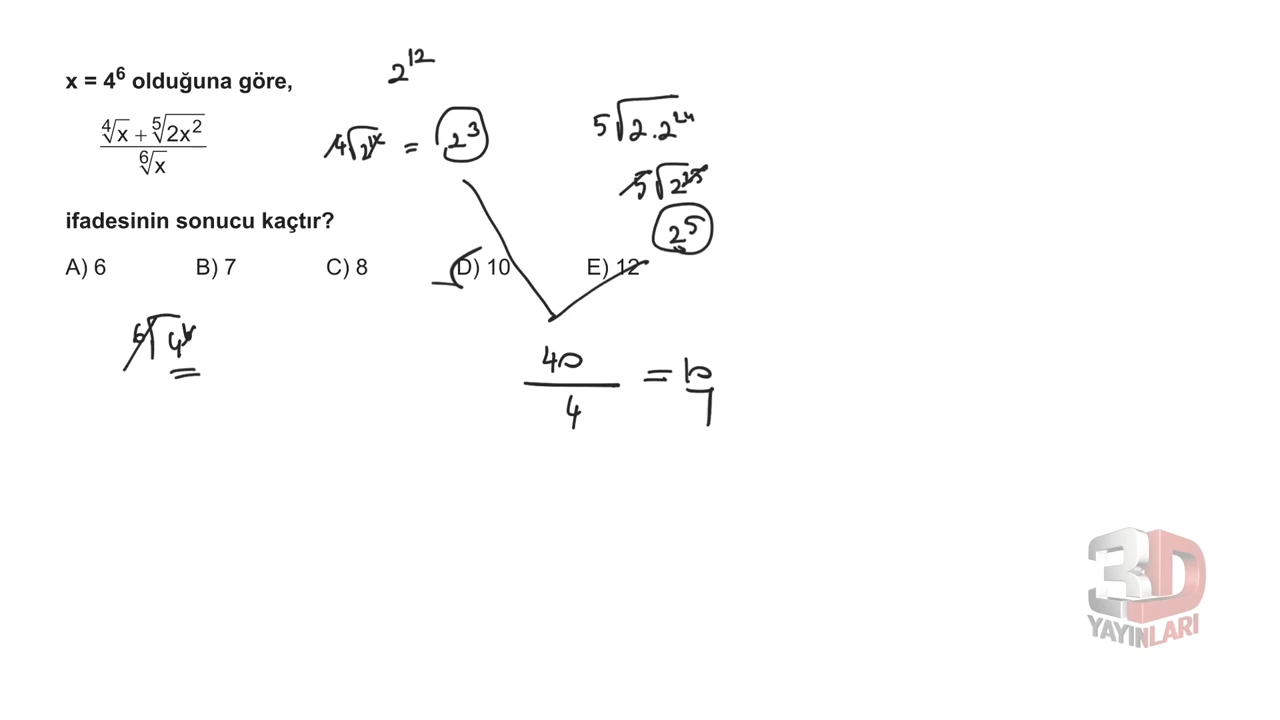 x = 4⁶ olduğuna göre,
2¹²
⁴√x + ⁵√2x²
⁶√x
⁴√2¹² = 2³
5√2.2²⁴
5√2²⁵
2⁵
ifadesinin sonucu kaçtır?
A) 6 B) 7 C) 8 D) 10 E) 12
6√4⁶
40
4
= 10
3D
YAYINLARI